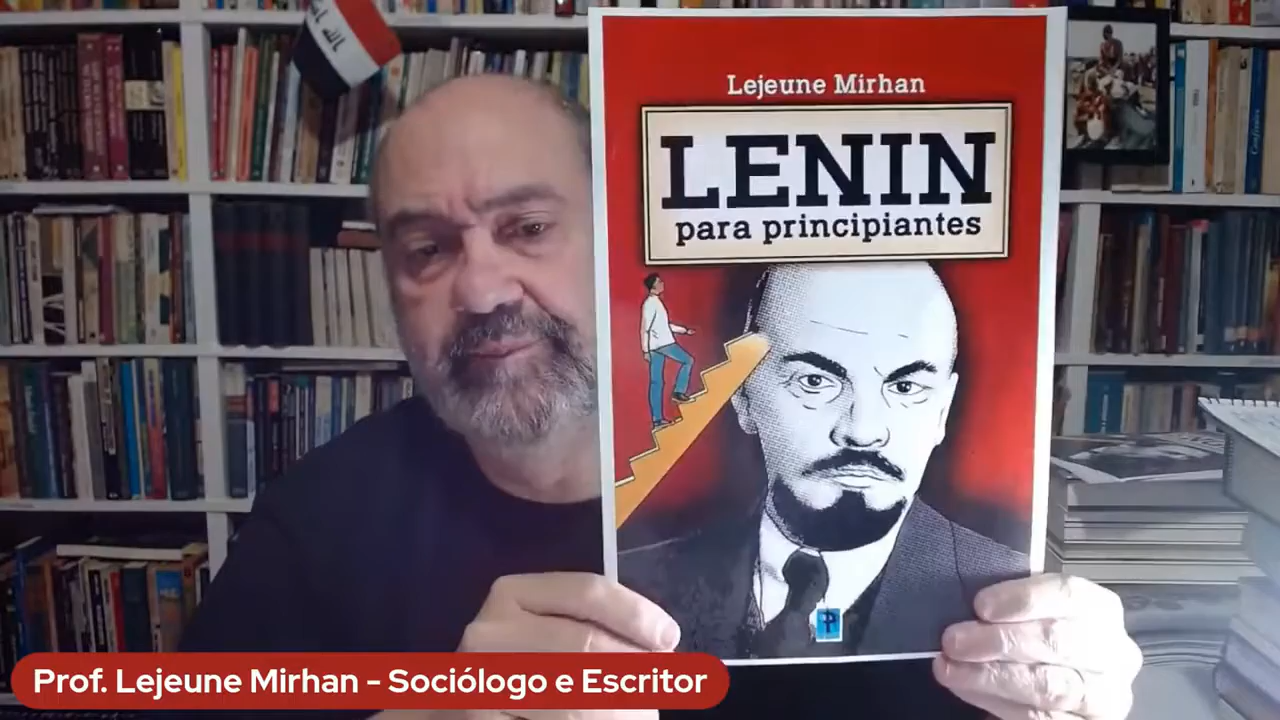 Lejeune Mirhan
LENIN
para principiantes
Prof. Lejeune Mirhan - Sociólogo e Escritor